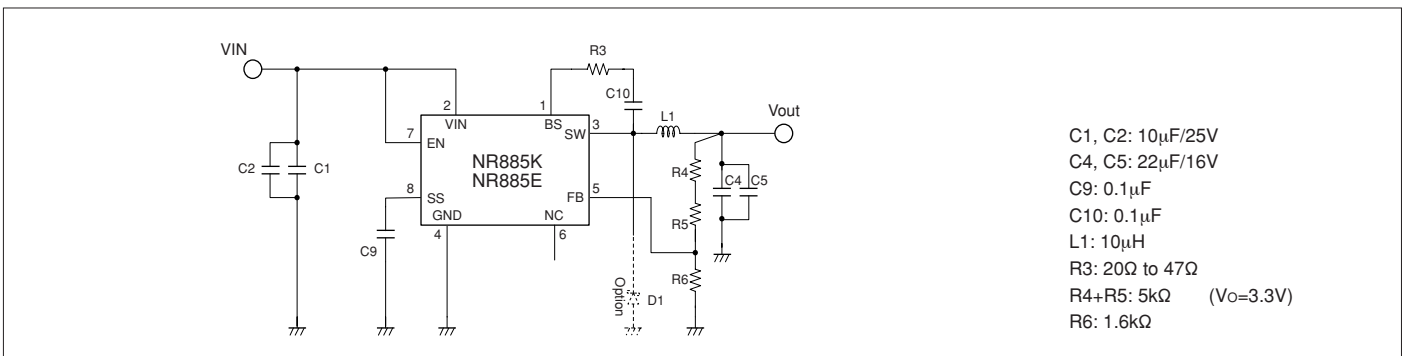 VIN
R3
C10
L1
Vout
2
1
VIN
BS
SW
3
7
EN
NR885K
NR885E
C2
C1
R4
C4
C5
8
SS
FB
5
R5
GND
NC
4
6
C9
R6
Option
D1
C1, C2: 10μF/25V
C4, C5: 22μF/16V
C9: 0.1μF
C10: 0.1μF
L1: 10μH
R3: 20Ω to 47Ω
R4+R5: 5kΩ (VO=3.3V)
R6: 1.6kΩ